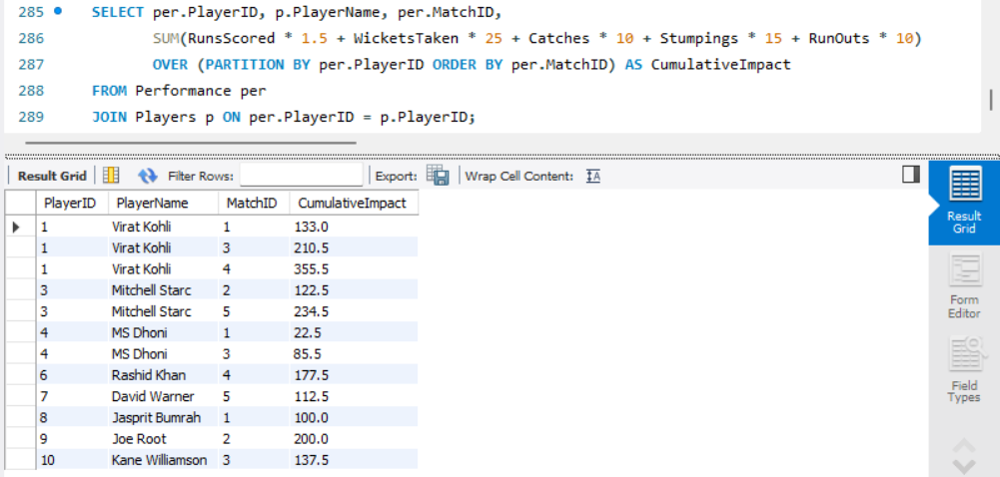 285 SELECT per.PlayerID, p.PlayerName, per.MatchID,
286 SUM(RunsScored * 1.5 + WicketsTaken * 25 + Catches * 10 + Stumpings * 15 + RunOuts * 10)
287 OVER (PARTITION BY per.PlayerID ORDER BY per.MatchID) AS CumulativeImpact
288 FROM Performance per
289 JOIN Players p ON per.PlayerID = p.PlayerID;
Result Grid Filter Rows: Export: Wrap Cell Content: IA
PlayerID PlayerName MatchID CumulativeImpact
1 Virat Kohli 1 133.0
1 Virat Kohli 3 210.5
1 Virat Kohli 4 355.5
3 Mitchell Starc 2 122.5
3 Mitchell Starc 5 234.5
4 MS Dhoni 1 22.5
4 MS Dhoni 3 85.5
6 Rashid Khan 4 177.5
7 David Warner 5 112.5
8 Jasprit Bumrah 1 100.0
9 Joe Root 2 200.0
10 Kane Williamson 3 137.5
Result
Grid
Form
Editor
Field
Types